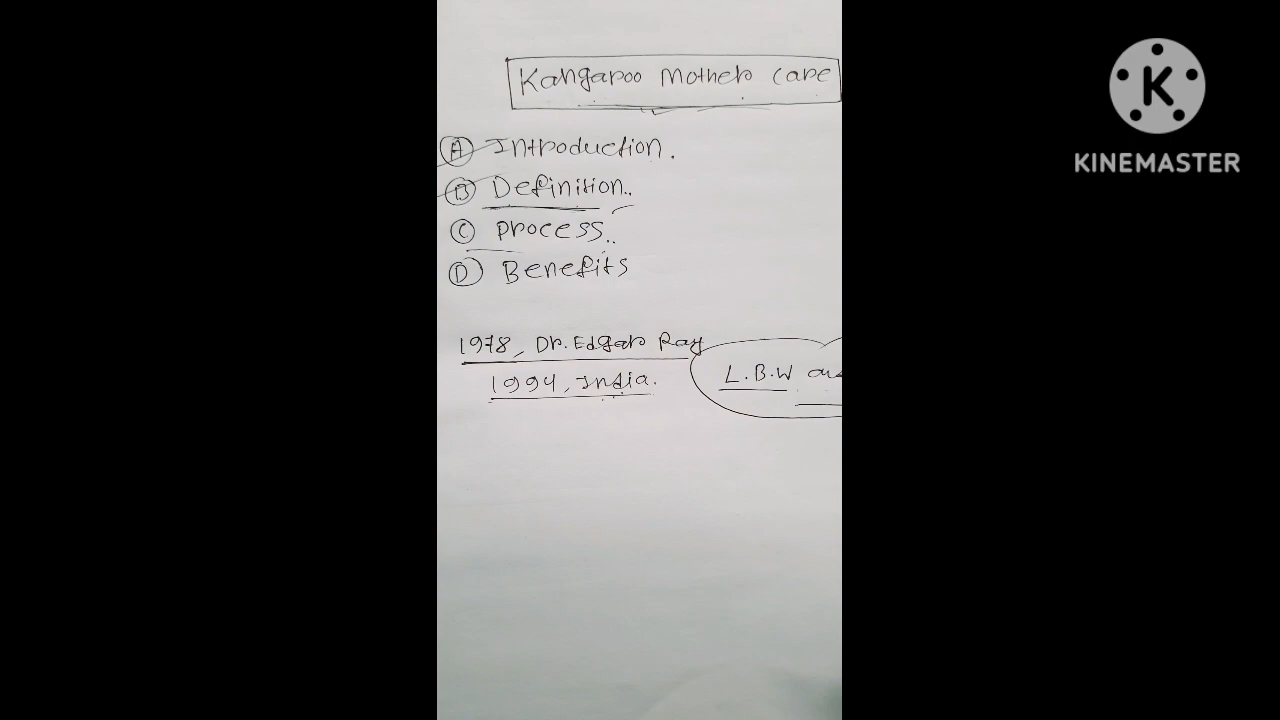 Kangaroo Mother Care
A Introduction.
B Definition..
C Process..
D Benefits
1978, Dr. Edgar Ray
1994, India.
L.B.W
K
KINEMASTER